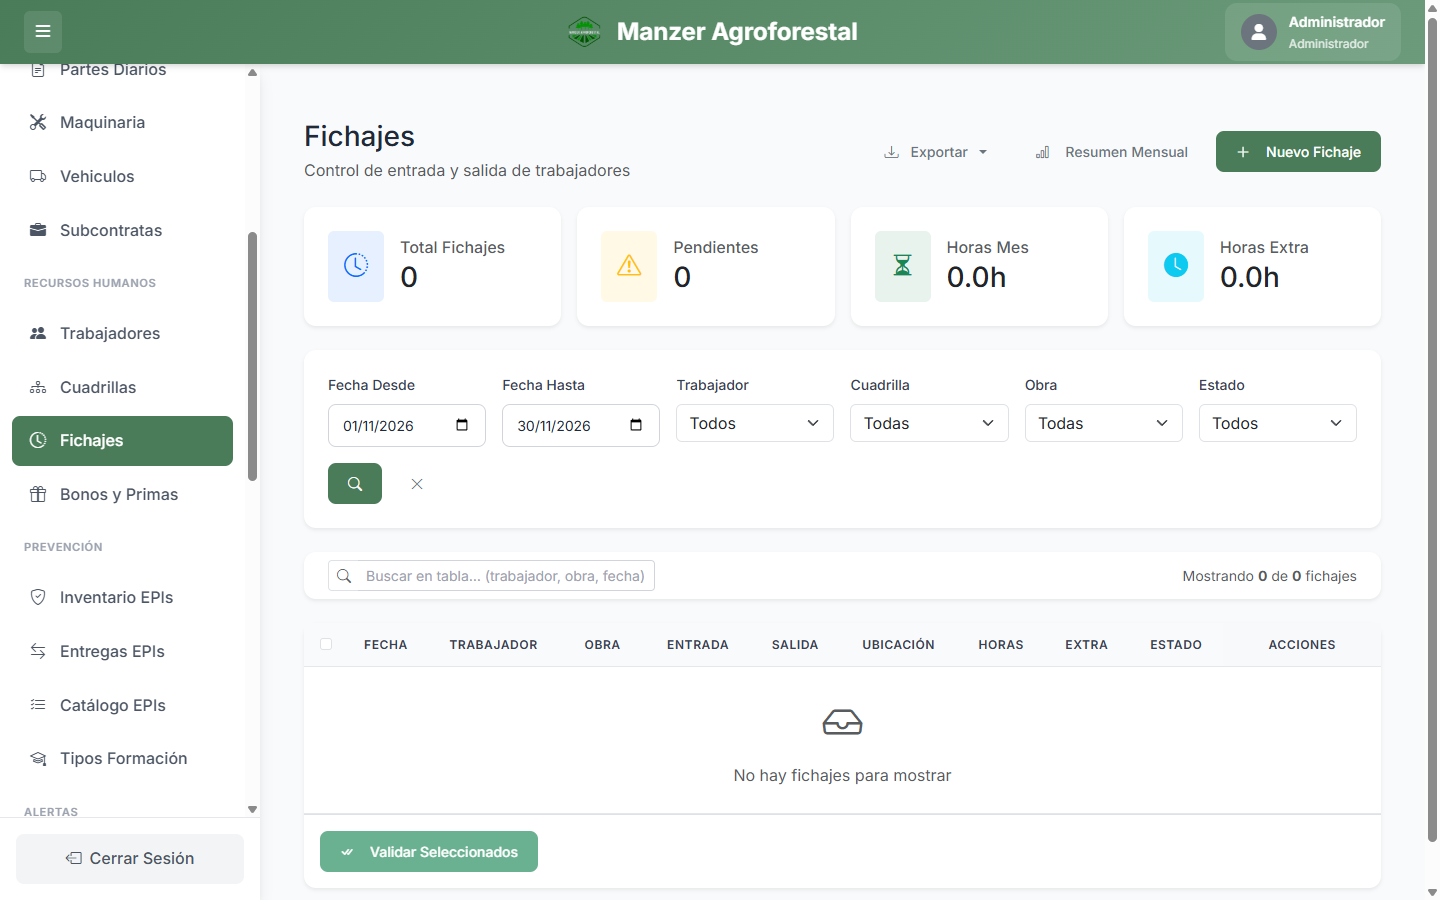 Manzer Agroforestal
Administrador
Administrador
Partes Diarios
Maquinaria
Vehiculos
Subcontratas
RECURSOS HUMANOS
Trabajadores
Cuadrillas
Fichajes
Bonos y Primas
PREVENCIÓN
Inventario EPIs
Entregas EPIs
Catálogo EPIs
Tipos Formación
ALERTAS
Cerrar Sesión
Fichajes
Control de entrada y salida de trabajadores
Exportar
Resumen Mensual
Nuevo Fichaje
Total Fichajes
0
Pendientes
0
Horas Mes
0.0h
Horas Extra
0.0h
Fecha Desde
01/11/2026
Fecha Hasta
30/11/2026
Trabajador
Todos
Cuadrilla
Todas
Obra
Todas
Estado
Todos
Buscar en tabla... (trabajador, obra, fecha)
Mostrando 0 de 0 fichajes
FECHA TRABAJADOR OBRA ENTRADA SALIDA UBICACIÓN HORAS EXTRA ESTADO ACCIONES
No hay fichajes para mostrar
Validar Seleccionados